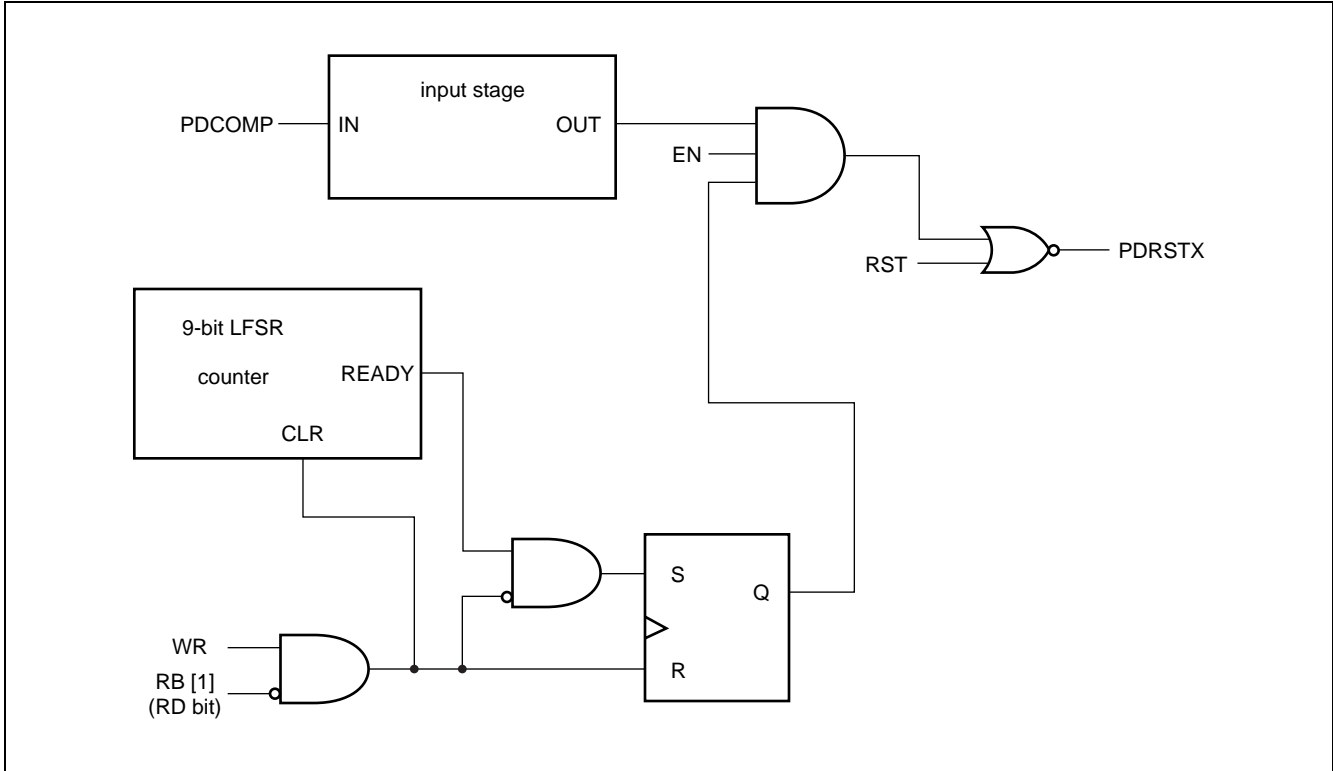 input stage
PDCOMP
IN
OUT
EN
RST
PDRSTX
9-bit LFSR
counter
READY
CLR
S
Q
R
WR
RB [1]
(RD bit)